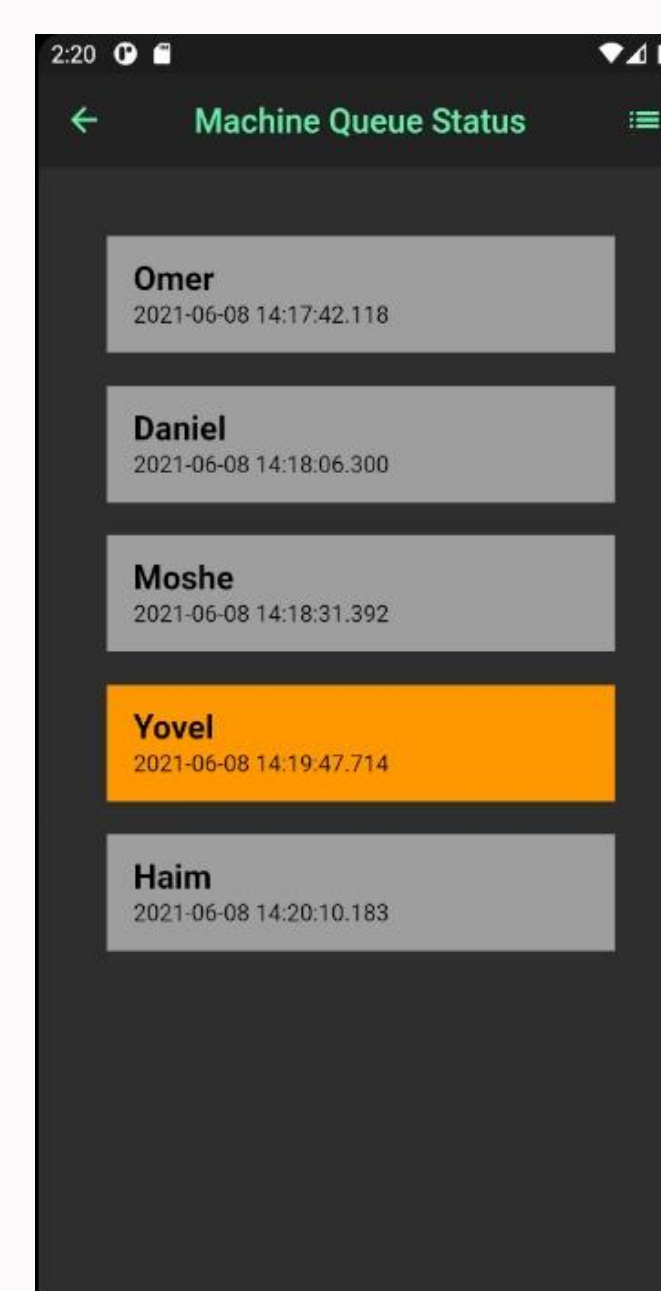 2:20
Machine Queue Status
Omer
2021-06-08 14:17:42.118
Daniel
2021-06-08 14:18:06.300
Moshe
2021-06-08 14:18:31.392
Yovel
2021-06-08 14:19:47.714
Haim
2021-06-08 14:20:10.183